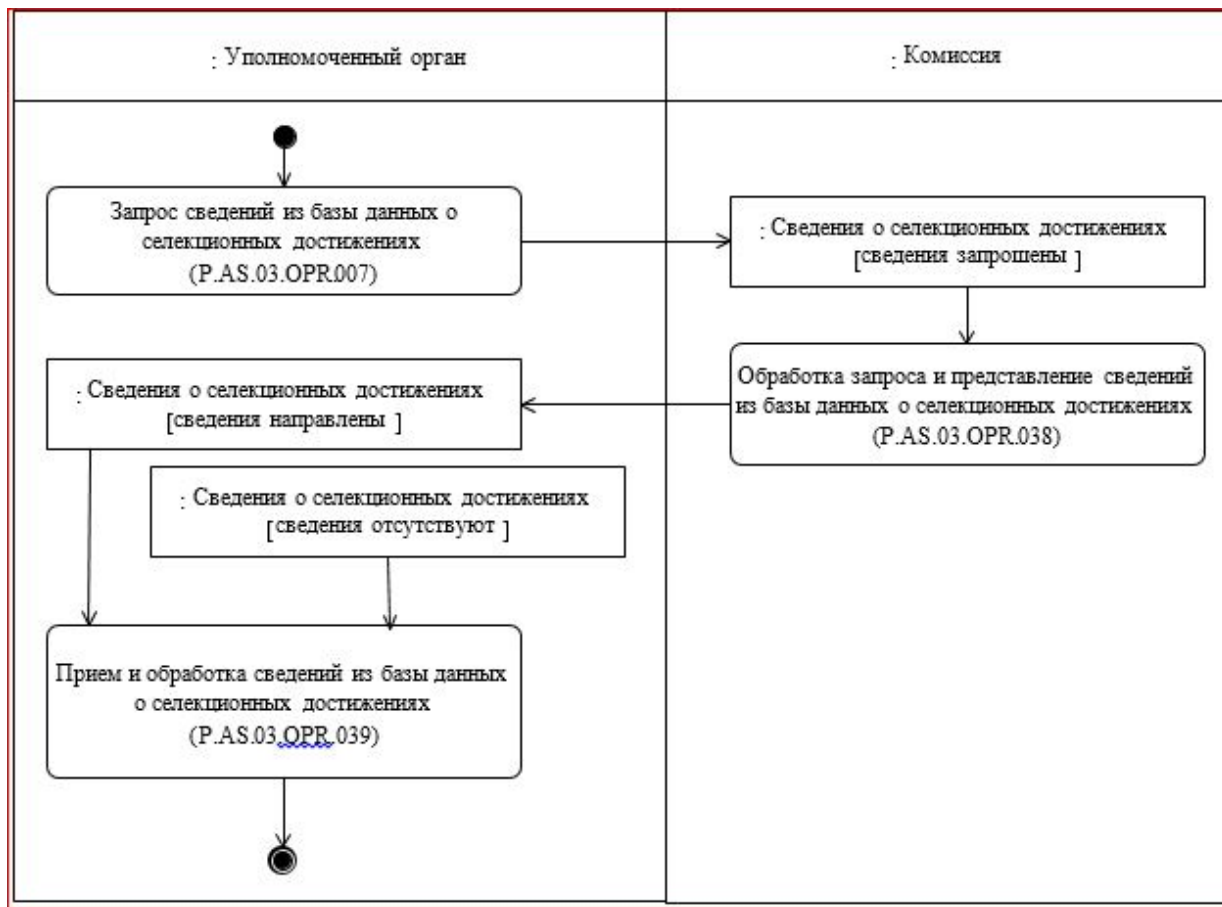 : Уполномоченный орган
: Комиссия
Запрос сведений из базы данных о
селекционных достижениях
(P.AS.03.OPR.007)
: Сведения о селекционных достижениях
[сведения запрошены ]
: Сведения о селекционных достижениях
[сведения направлены ]
Обработка запроса и представление сведений
из базы данных о селекционных достижениях
(P.AS.03.OPR.038)
: Сведения о селекционных достижениях
[сведения отсутствуют ]
Прием и обработка сведений из базы данных
о селекционных достижениях
(P.AS.03.OPR.039)